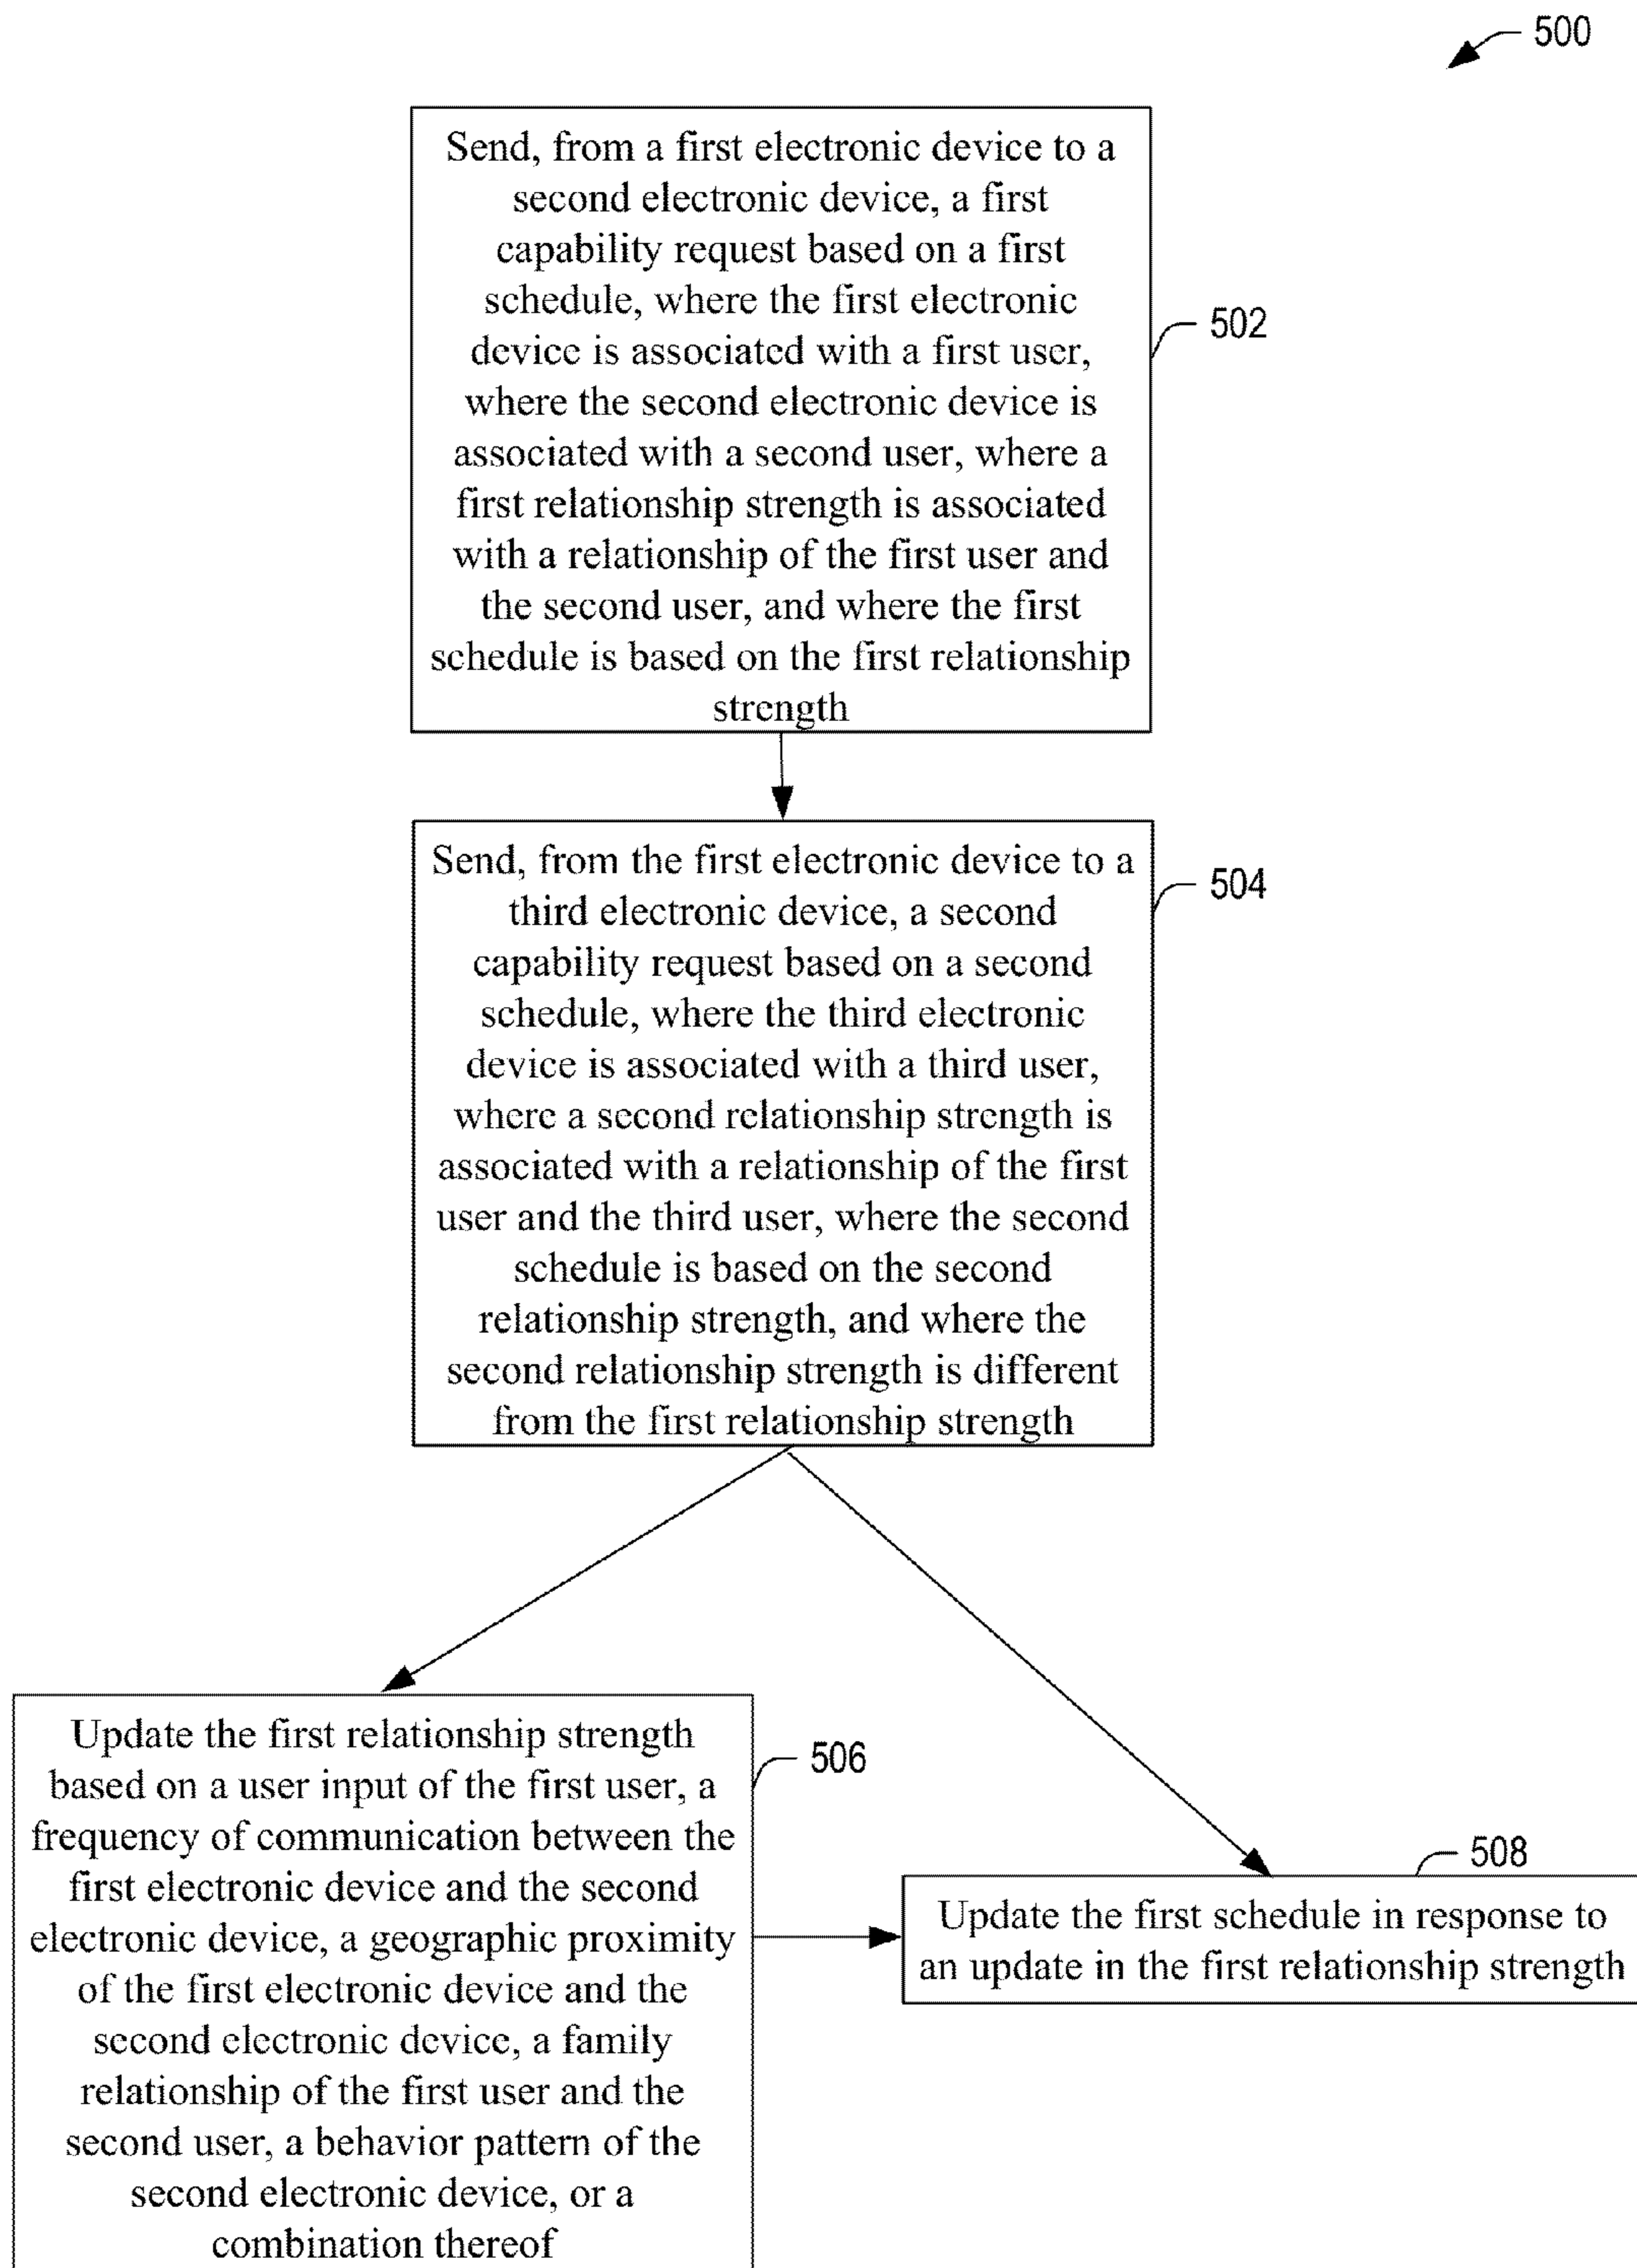 500
Send, from a first electronic device to a
second electronic device, a first
capability request based on a first
schedule, where the first electronic
device is associated with a first user,
where the second electronic device is
associated with a second user, where a
first relationship strength is associated
with a relationship of the first user and
the second user, and where the first
schedule is based on the first relationship
strength
502
Send, from the first electronic device to a
third electronic device, a second
capability request based on a second
schedule, where the third electronic
device is associated with a third user,
where a second relationship strength is
associated with a relationship of the first
user and the third user, where the second
schedule is based on the second
relationship strength, and where the
second relationship strength is different
from the first relationship strength
504
Update the first relationship strength
based on a user input of the first user, a
frequency of communication between the
first electronic device and the second
electronic device, a geographic proximity
of the first electronic device and the
second electronic device, a family
relationship of the first user and the
second user, a behavior pattern of the
second electronic device, or a
combination thereof
506
508
Update the first schedule in response to
an update in the first relationship strength